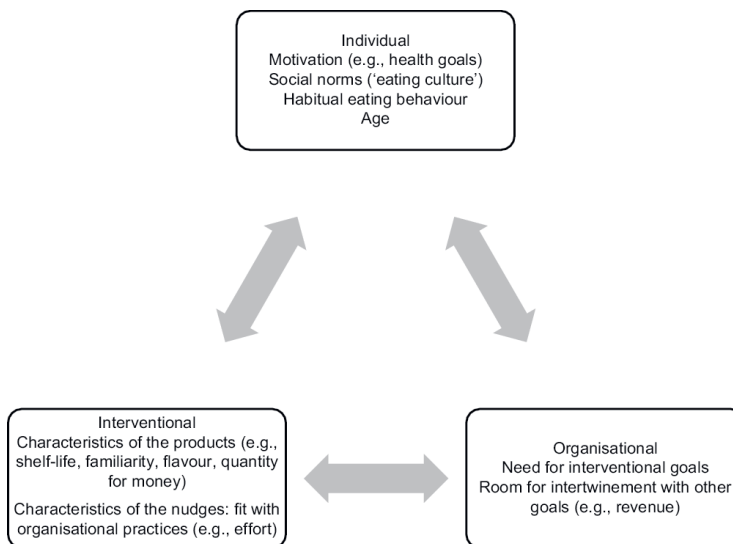 Individual
Motivation (e.g., health goals)
Social norms (‘eating culture’)
Habitual eating behaviour
Age
Interventional
Characteristics of the products (e.g.,
shelf-life, familiarity, flavour, quantity
for money)
Characteristics of the nudges: fit with
organisational practices (e.g., effort)
Organisational
Need for interventional goals
Room for intertwinement with other
goals (e.g., revenue)